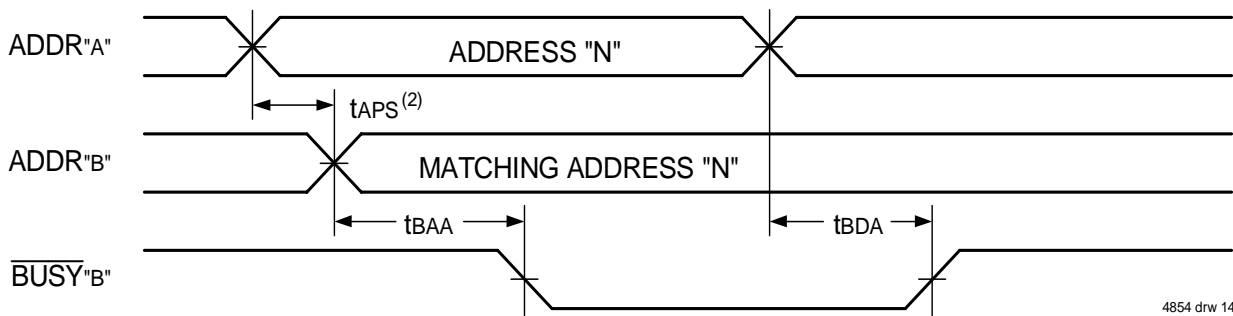 ADDR"A"
ADDRESS "N"
tAPS(2)
ADDR"B"
MATCHING ADDRESS "N"
tBAA
tBDA
BUSY"B"
4854 drw 14